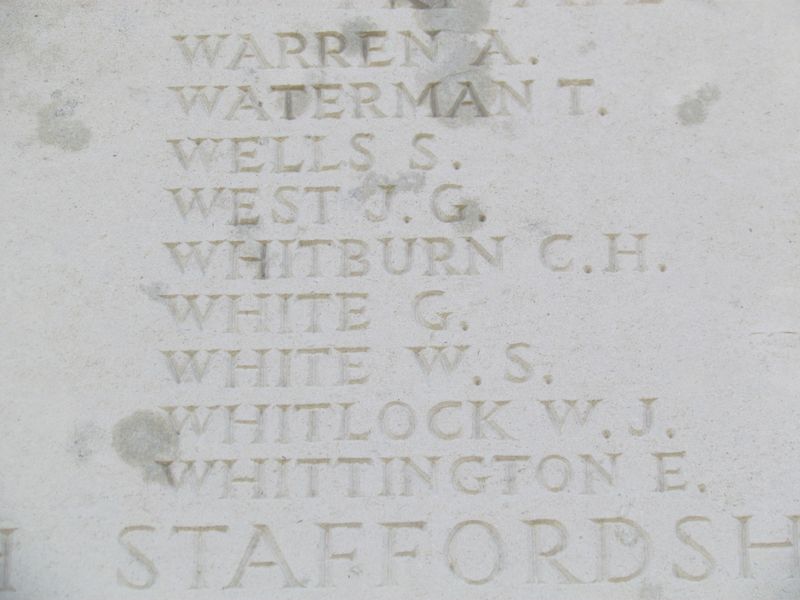 WARREN A.
WATERMAN T.
WELLS S.
WEST J. G.
WHITBURN C. H.
WHITE G.
WHITE W. S.
WHITLOCK W. J.
WHITTINGTON E.
H STAFFORDSH